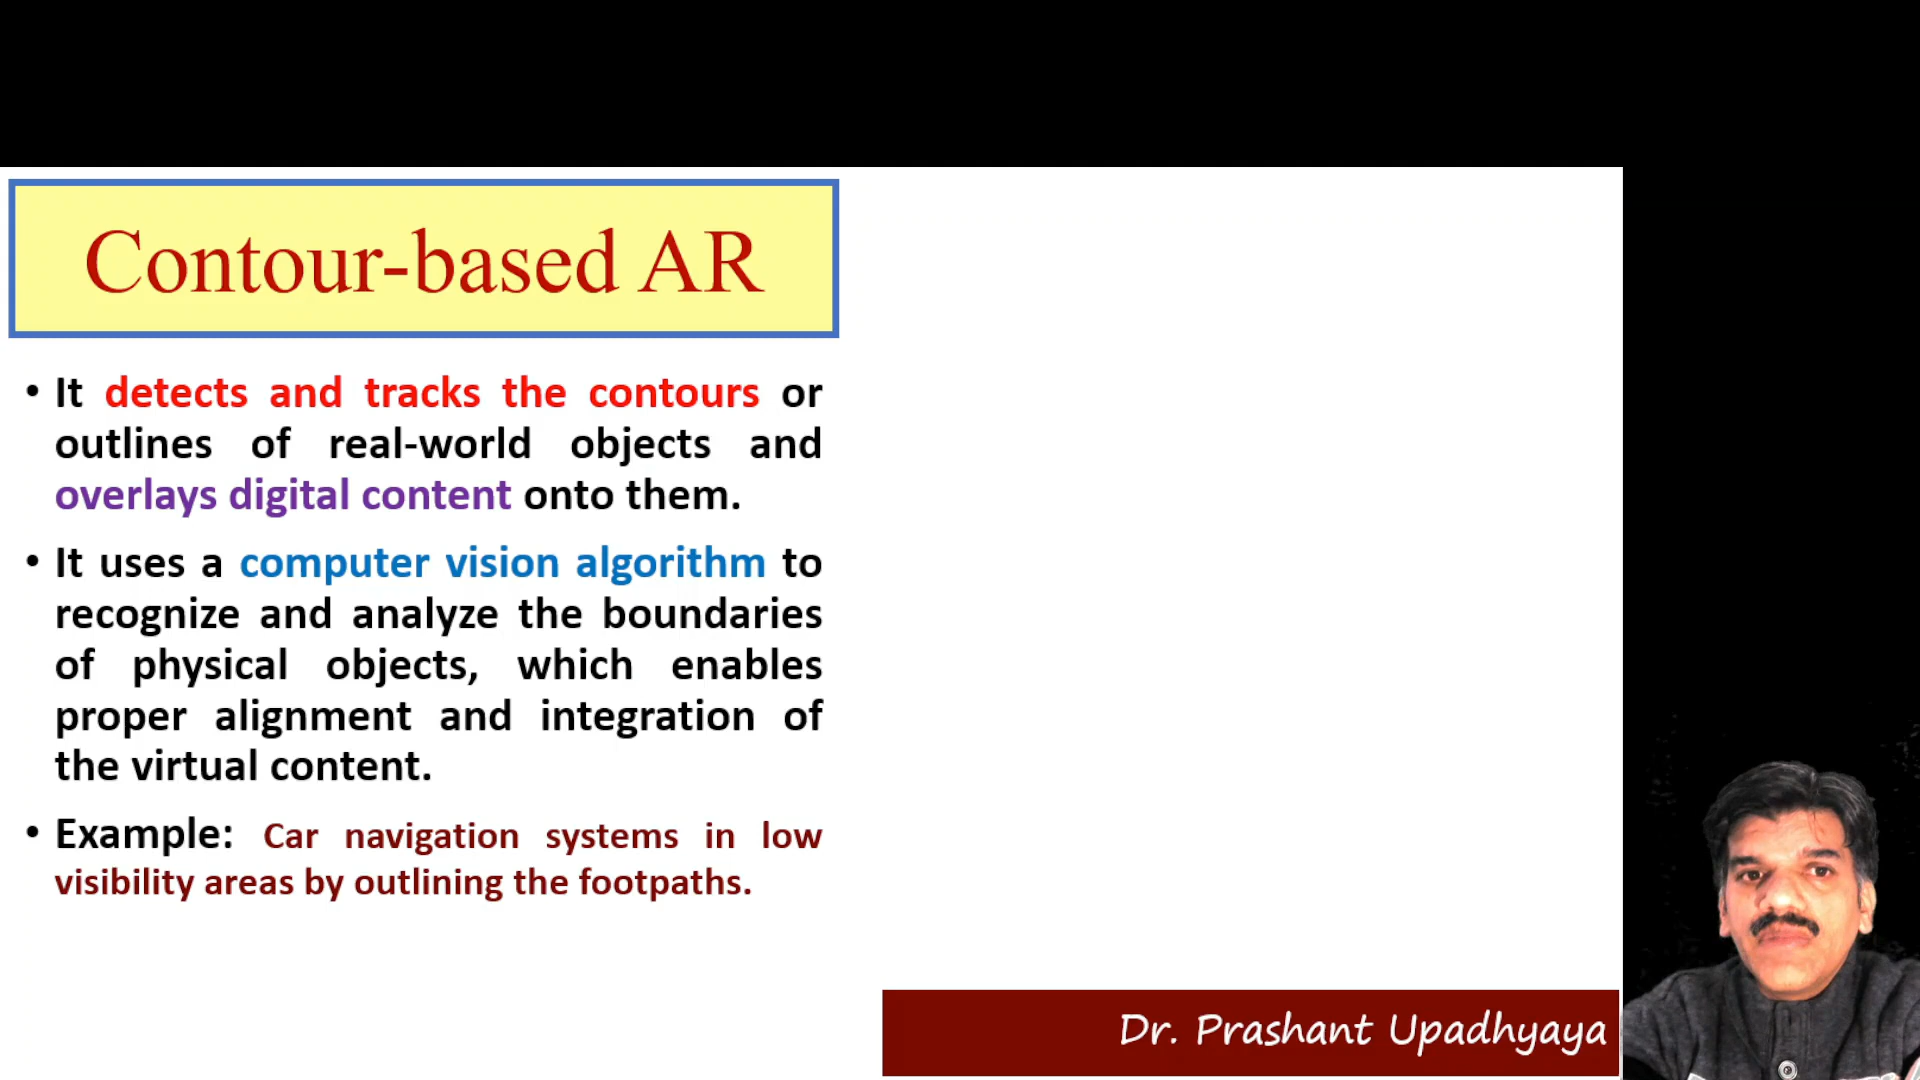 Contour-based AR
• It detects and tracks the contours or
outlines of real-world objects and
overlays digital content onto them.
• It uses a computer vision algorithm to
recognize and analyze the boundaries
of physical objects, which enables
proper alignment and integration of
the virtual content.
• Example: Car navigation systems in low
visibility areas by outlining the footpaths.
Dr. Prashant Upadhyaya